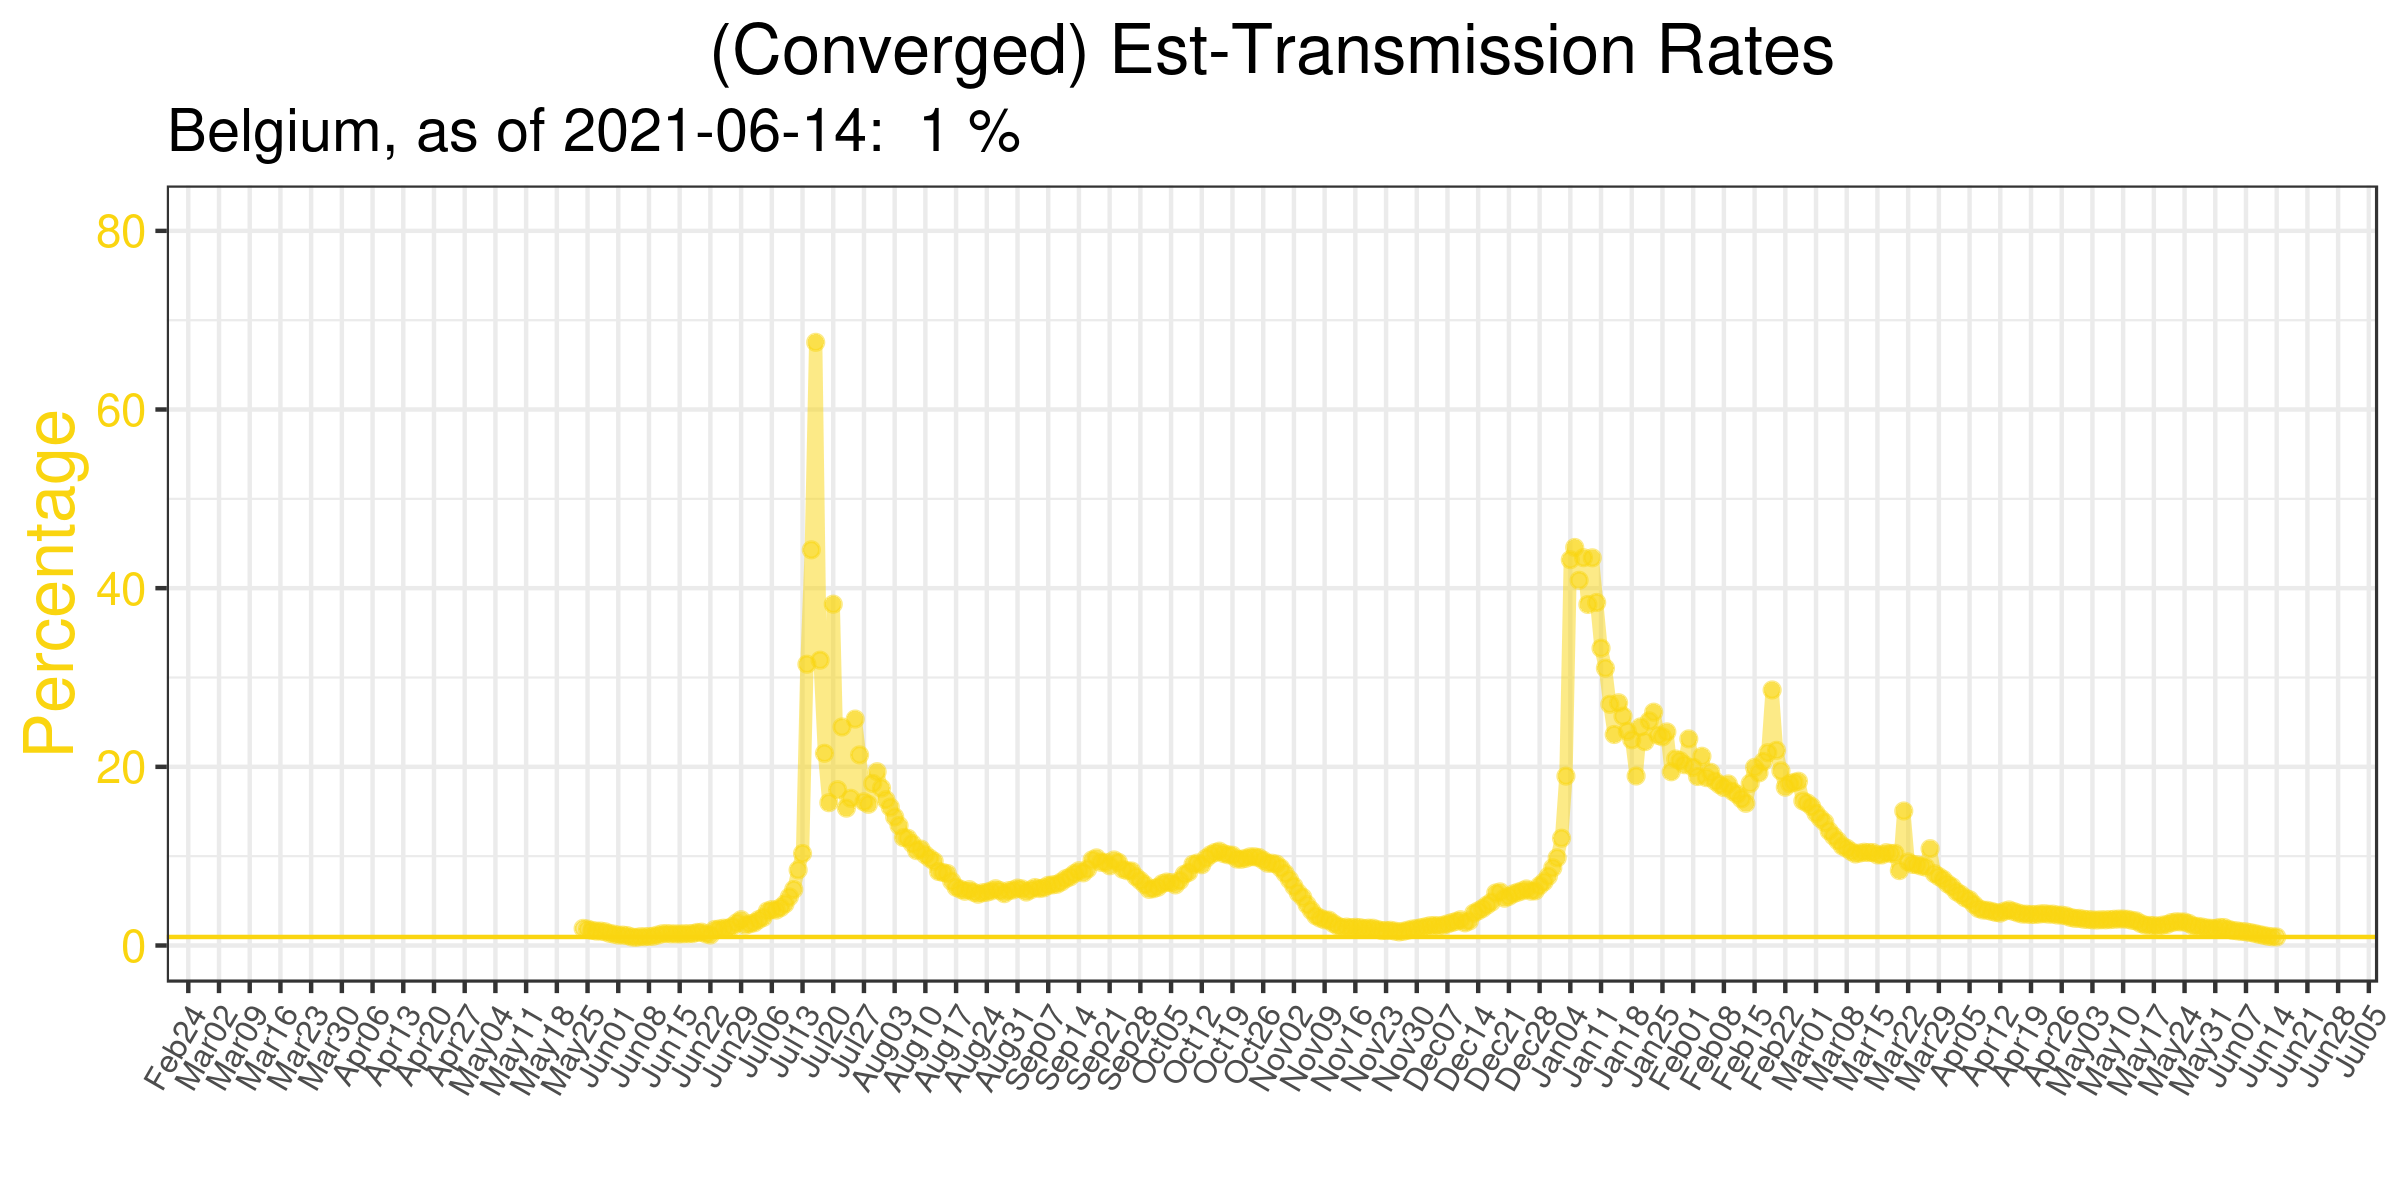 (Converged) Est-Transmission Rates
Belgium, as of 2021-06-14:  1 %
Percentage
80
60
40
20
0
Feb24
Mar02
Mar09
Mar16
Mar23
Mar30
Apr06
Apr13
Apr20
Apr27
May04
May11
May18
May25
Jun01
Jun08
Jun15
Jun22
Jun29
Jul06
Jul13
Jul20
Jul27
Aug03
Aug10
Aug17
Aug24
Aug31
Sep07
Sep14
Sep21
Sep28
Oct05
Oct12
Oct19
Oct26
Nov02
Nov09
Nov16
Nov23
Nov30
Dec07
Dec14
Dec21
Dec28
Jan04
Jan11
Jan18
Jan25
Feb01
Feb08
Feb15
Feb22
Mar01
Mar08
Mar15
Mar22
Mar29
Apr05
Apr12
Apr19
Apr26
May03
May10
May17
May24
May31
Jun07
Jun14
Jun21
Jun28
Jul05